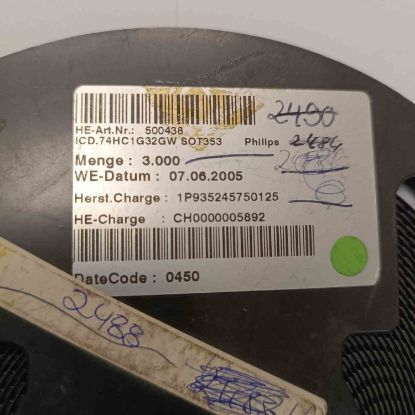 2490
HE-Art.Nr.: 500438
ICD.74HC1G32GW SOT353 Philips 2484
Menge : 3.000
WE-Datum : 07.06.2005
Herst.Charge : 1P935245750125
HE-Charge : CH0000005892
DateCode : 0450
2488